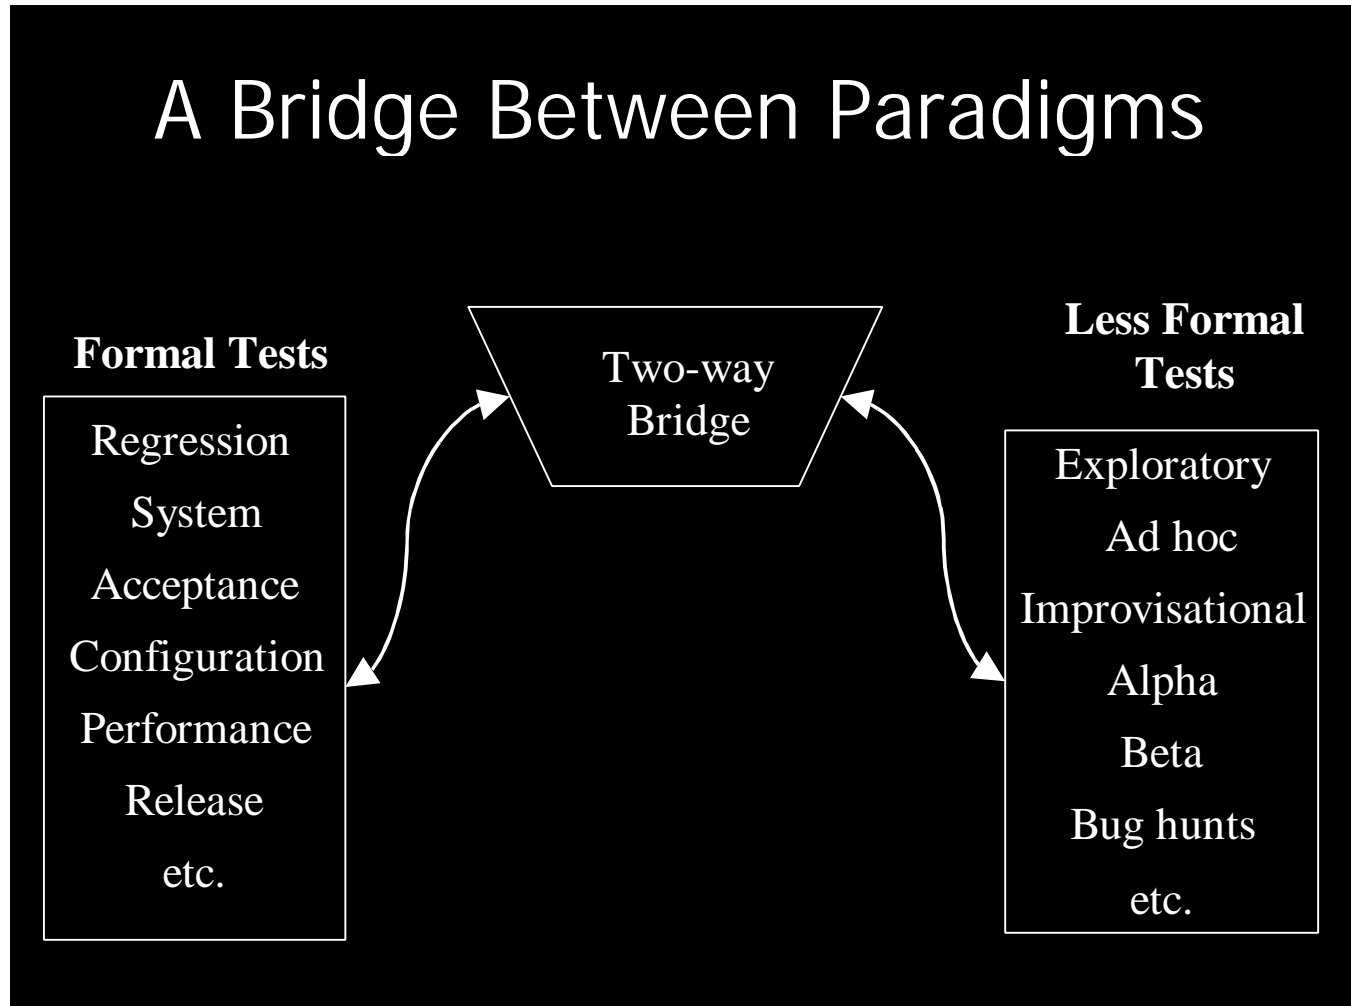 A Bridge Between Paradigms
Formal Tests
Regression
System
Acceptance
Configuration
Performance
Release
etc.
Two-way
Bridge
Less Formal
Tests
Exploratory
Ad hoc
Improvisational
Alpha
Beta
Bug hunts
etc.